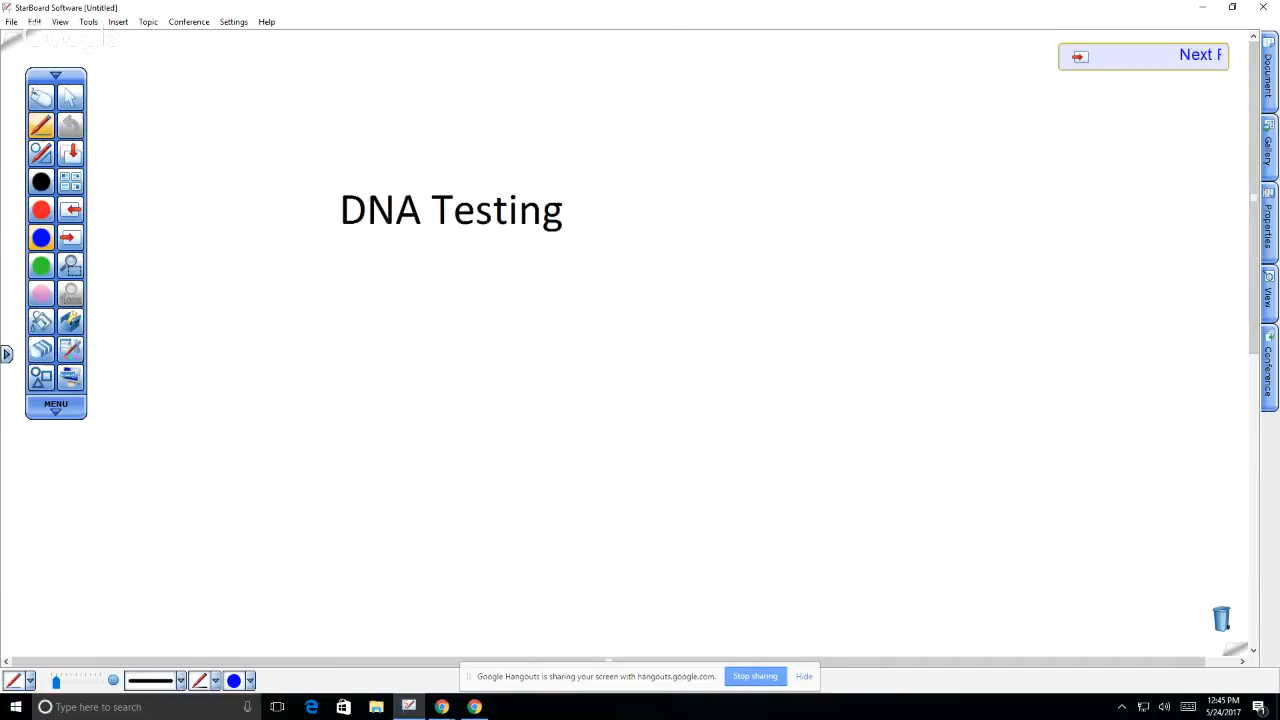 StarBoard Software [Untitled]
File Edit View Tools Insert Topic Conference Settings Help
Next
DNA Testing
MENU
Document
Gallery
Properties
View
Conference
Google Hangouts is sharing your screen with hangouts.google.com.
Stop sharing
Hide
Type here to search
12:45 PM
5/24/2017